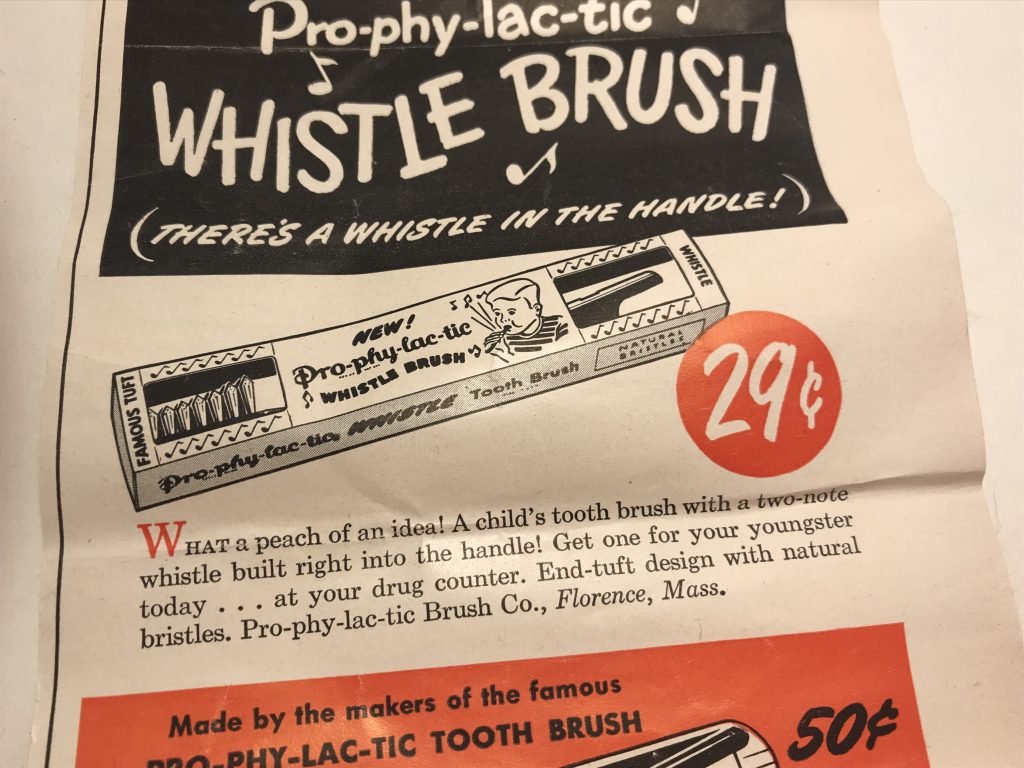 Pro-phy-lac-tic
WHISTLE BRUSH
(THERE'S A WHISTLE IN THE HANDLE!)
FAMOUS TUFT
NEW!
Pro-phy-lac-tic
WHISTLE BRUSH
WHISTLE
Pro-phy-lac-tic WHISTLE Tooth Brush
NATURAL
BRISTLES
29¢
WHAT a peach of an idea! A child's tooth brush with a two-note
whistle built right into the handle! Get one for your youngster
today . . . at your drug counter. End-tuft design with natural
bristles. Pro-phy-lac-tic Brush Co., Florence, Mass.
Made by the makers of the famous
PRO-PHY-LAC-TIC TOOTH BRUSH
50¢